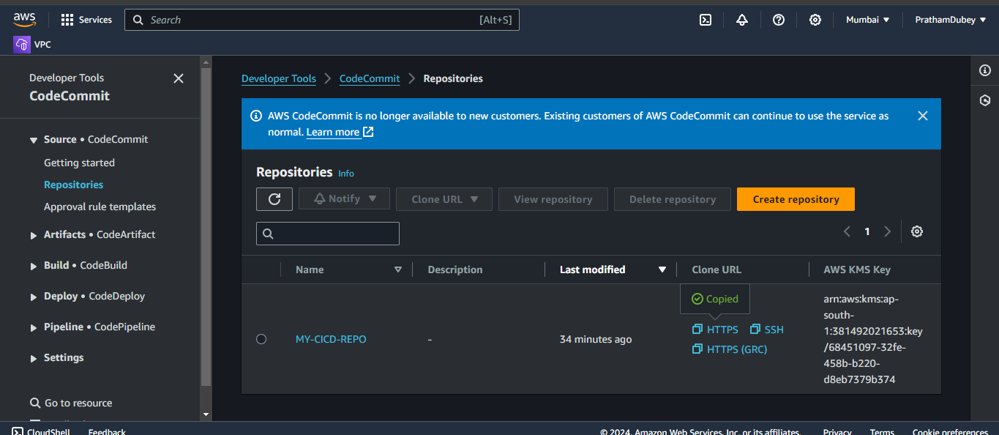 aws
Services
Search
[Alt+S]
Mumbai
PrathamDubey
VPC
Developer Tools
CodeCommit
Source • CodeCommit
Getting started
Repositories
Approval rule templates
Artifacts • CodeArtifact
Build • CodeBuild
Deploy • CodeDeploy
Pipeline • CodePipeline
Settings
Go to resource
Developer Tools
CodeCommit
Repositories
AWS CodeCommit is no longer available to new customers. Existing customers of AWS CodeCommit can continue to use the service as
normal. Learn more
Repositories Info
Notify
Clone URL
View repository
Delete repository
Create repository
1
Name
Description
Last modified
Clone URL
AWS KMS Key
Copied
MY-CICD-REPO
-
34 minutes ago
HTTPS
SSH
HTTPS (GRC)
arn:aws:kms:ap-
south-
1:381492021653:key
/68451097-32fe-
458b-b220-
d8eb7379b374
CloudShell
Feedback
© 2024, Amazon Web Services, Inc. or its affiliates.
Privacy
Terms
Cookie preferences